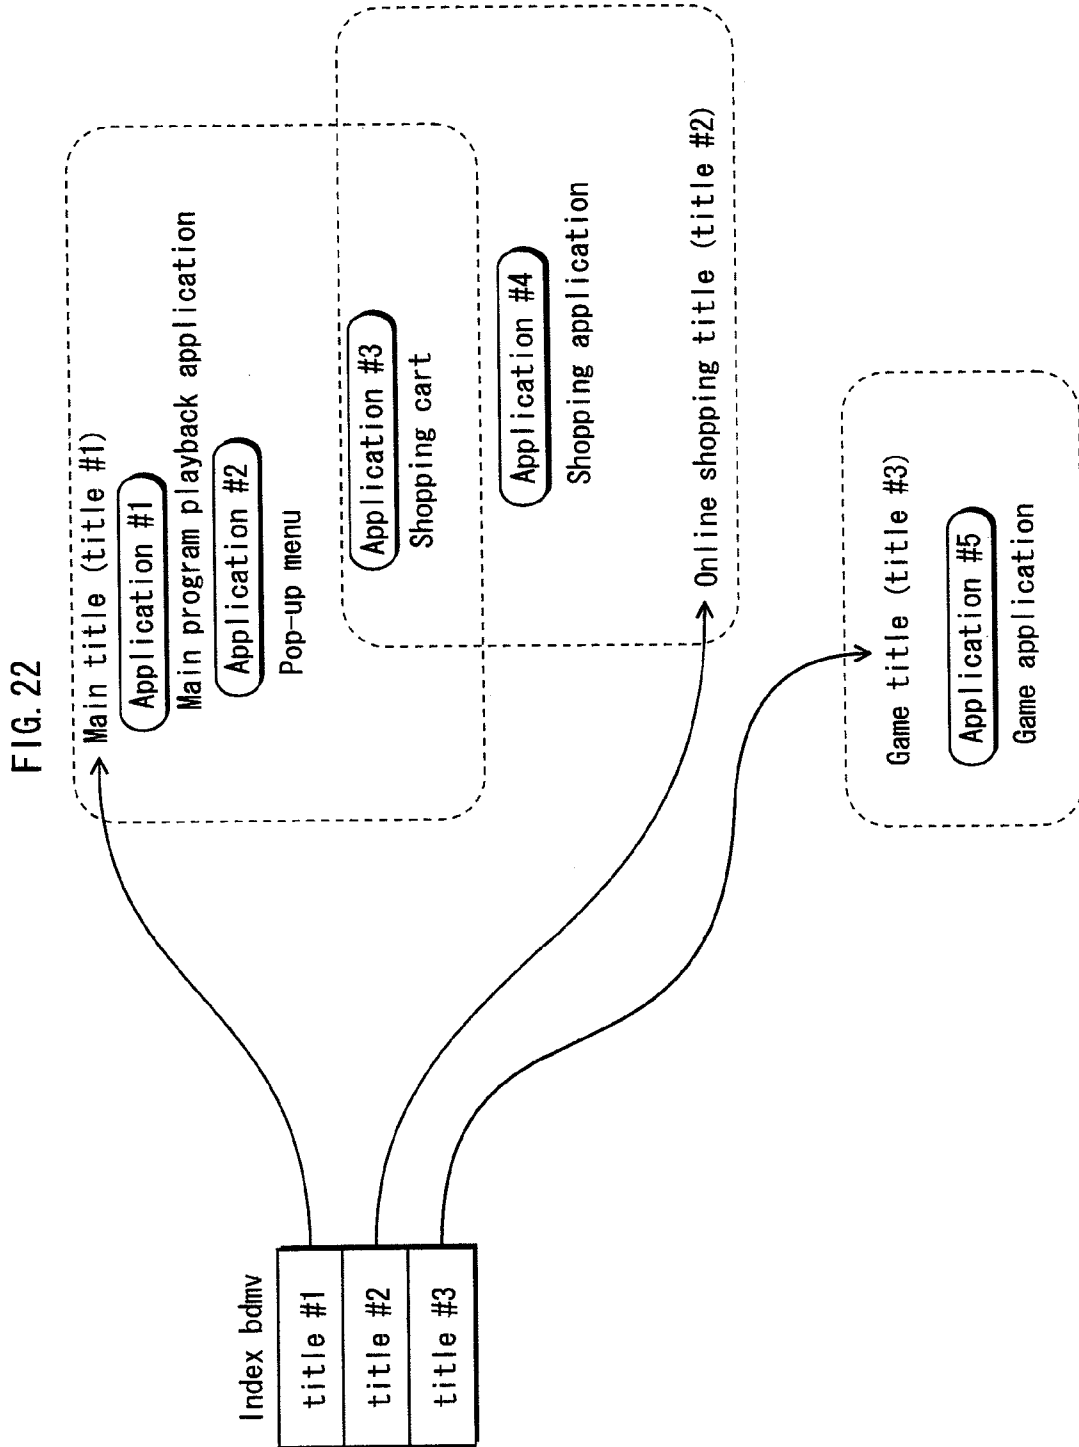 FIG. 22
Index bdmv
title #1
title #2
title #3
Main title (title #1)
Application #1
Main program playback application
Application #2
Pop-up menu
Application #3
Shopping cart
Application #4
Shopping application
Online shopping title (title #2)
Game title (title #3)
Application #5
Game application